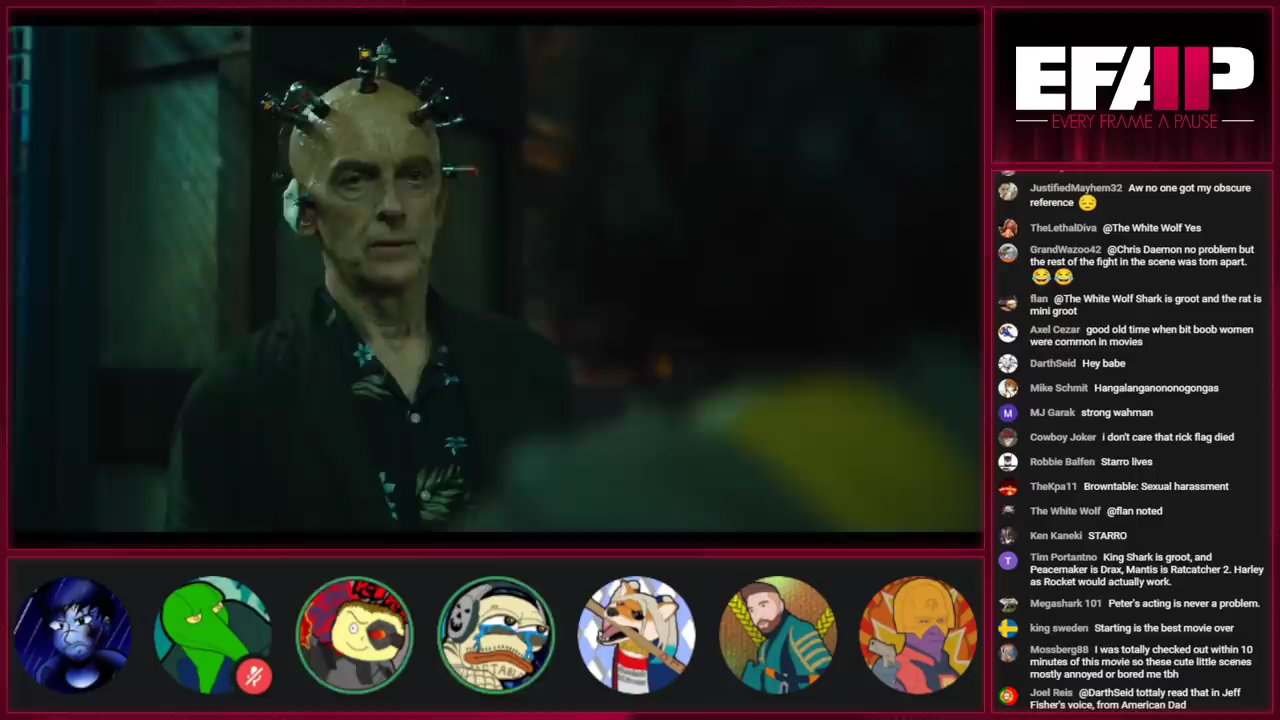 EFAP
EVERY FRAME A PAUSE
JustifiedMayhem32 Aw no one got my obscure
reference 😔
TheLethalDiva @The White Wolf Yes
GrandWazoo42 @Chris Daemon no problem but
the rest of the fight in the scene was torn apart.
😂😂
flan @The White Wolf Shark is groot and the rat is
mini groot
Axel Cezar good old time when bit boob women
were common in movies
DarthSeid Hey babe
Mike Schmit Hangalanganononogongas
M
MJ Garak strong wahman
Cowboy Joker i don't care that rick flag died
Robbie Balfen Starro lives
TheKpa11 Browntable: Sexual harassment
The White Wolf @flan noted
Ken Kaneki STARRO
T
Tim Portantno King Shark is groot, and
Peacemaker is Drax, Mantis is Ratcatcher 2. Harley
as Rocket would actually work.
Megashark 101 Peter's acting is never a problem.
king sweden Starting is the best movie over
Mossberg88 I was totally checked out within 10
minutes of this movie so these cute little scenes
mostly annoyed or bored me tbh
Joel Reis @DarthSeid tottaly read that in Jeff
Fisher's voice, from American Dad